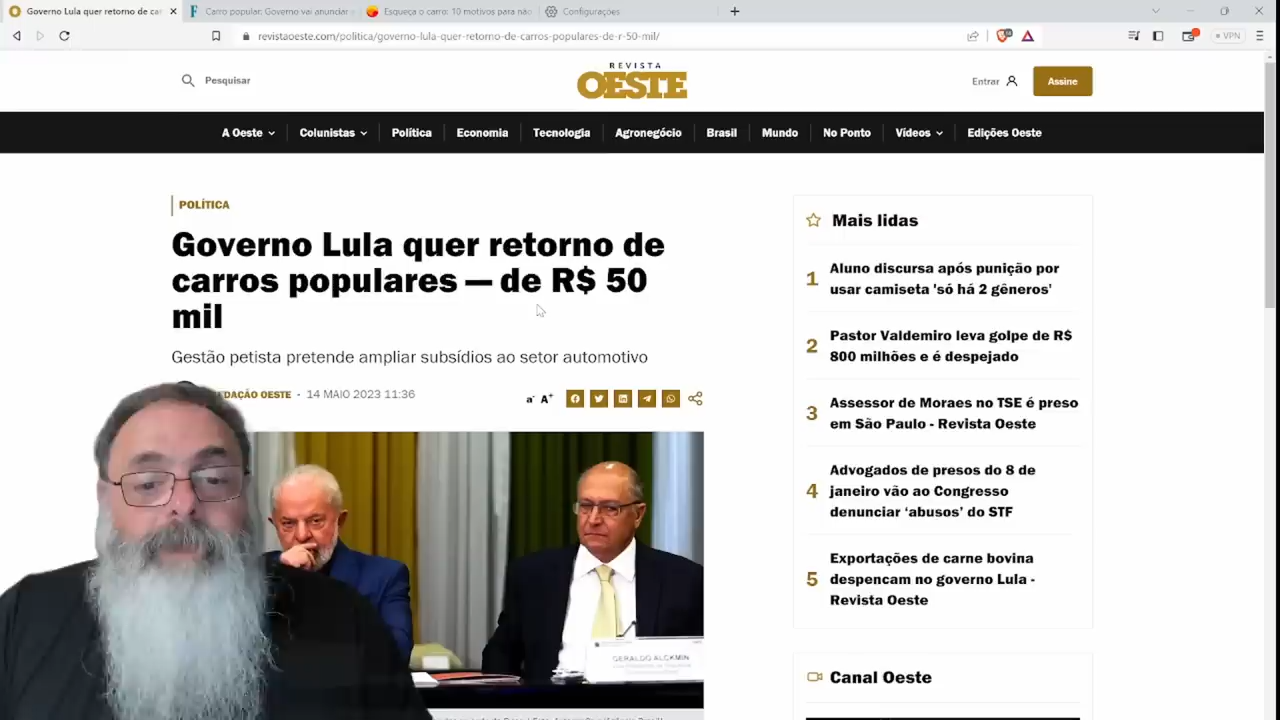 Governo Lula quer retorno de car
Carro popular: Governo vai anunciar
Esqueça o carro: 10 motivos para não
Configurações
revistaoeste.com/politica/governo-lula-quer-retorno-de-carros-populares-de-r-50-mil/
VPN
Pesquisar
REVISTA
OESTE
Entrar
Assine
A Oeste
Colunistas
Política
Economia
Tecnologia
Agronegócio
Brasil
Mundo
No Ponto
Vídeos
Edições Oeste
POLÍTICA
Governo Lula quer retorno de
carros populares — de R$ 50
mil
Gestão petista pretende ampliar subsídios ao setor automotivo
DAÇÃO OESTE - 14 MAIO 2023 11:36
a- A+
GERALDO ALCKMIN
Mais lidas
1 Aluno discursa após punição por
usar camiseta 'só há 2 gêneros'
2 Pastor Valdemiro leva golpe de R$
800 milhões e é despejado
3 Assessor de Moraes no TSE é preso
em São Paulo - Revista Oeste
4 Advogados de presos do 8 de
janeiro vão ao Congresso
denunciar ‘abusos’ do STF
5 Exportações de carne bovina
despencam no governo Lula -
Revista Oeste
Canal Oeste